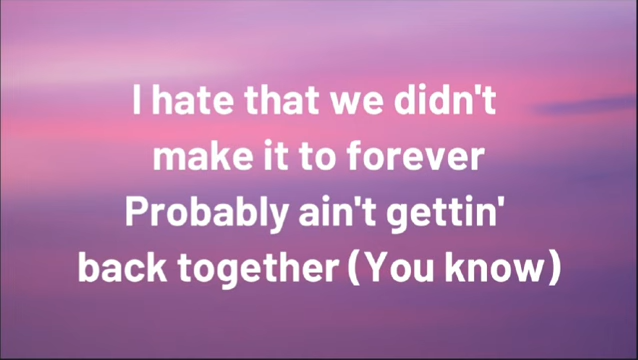 I hate that we didn't
make it to forever
Probably ain't gettin'
back together (You know)